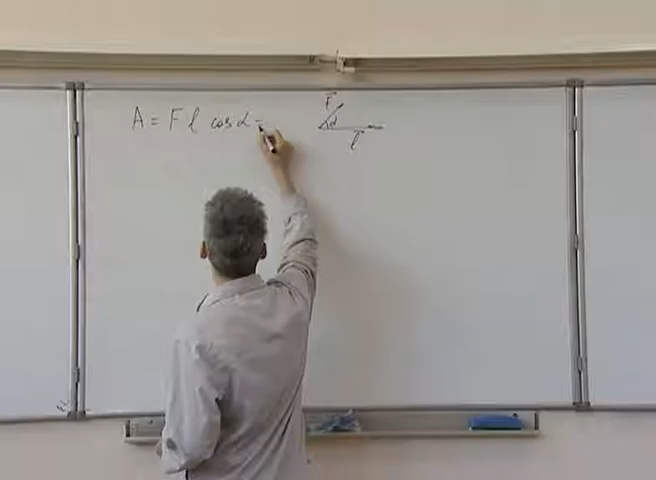 A = F l cos α =
F⃗
α
l⃗